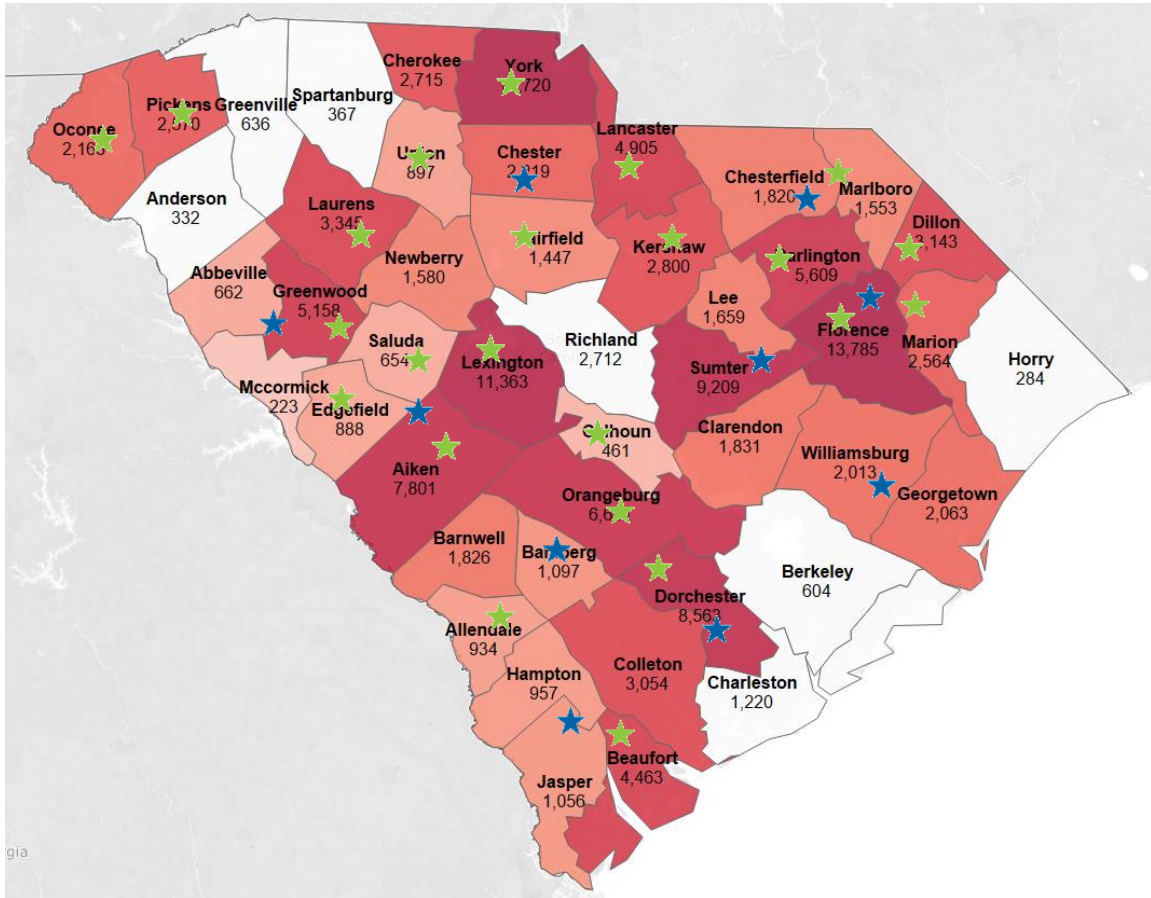 Cherokee
2,715
York
Spartanburg
367
Greenville
636
Pickens
Oconee
Lancaster
4,905
Chester
Union
897
Chesterfield
1,820
Marlboro
1,553
Anderson
332
Laurens
3,345
Dillon
Fairfield
1,447
Kershaw
2,800
Darlington
5,609
Newberry
1,580
Abbeville
662
Greenwood
5,158
Lee
1,659
Florence
13,785
Marion
2,564
Saluda
654
Lexington
11,363
Richland
2,712
Horry
284
Sumter
9,209
Mccormick
223
Edgefield
888
Calhoun
461
Clarendon
1,831
Williamsburg
2,013
Aiken
7,801
Orangeburg
Georgetown
2,063
Barnwell
1,826
Bamberg
1,097
Berkeley
604
Dorchester
8,563
Allendale
934
Colleton
3,054
Hampton
957
Charleston
1,220
Beaufort
4,463
Jasper
1,056
gia